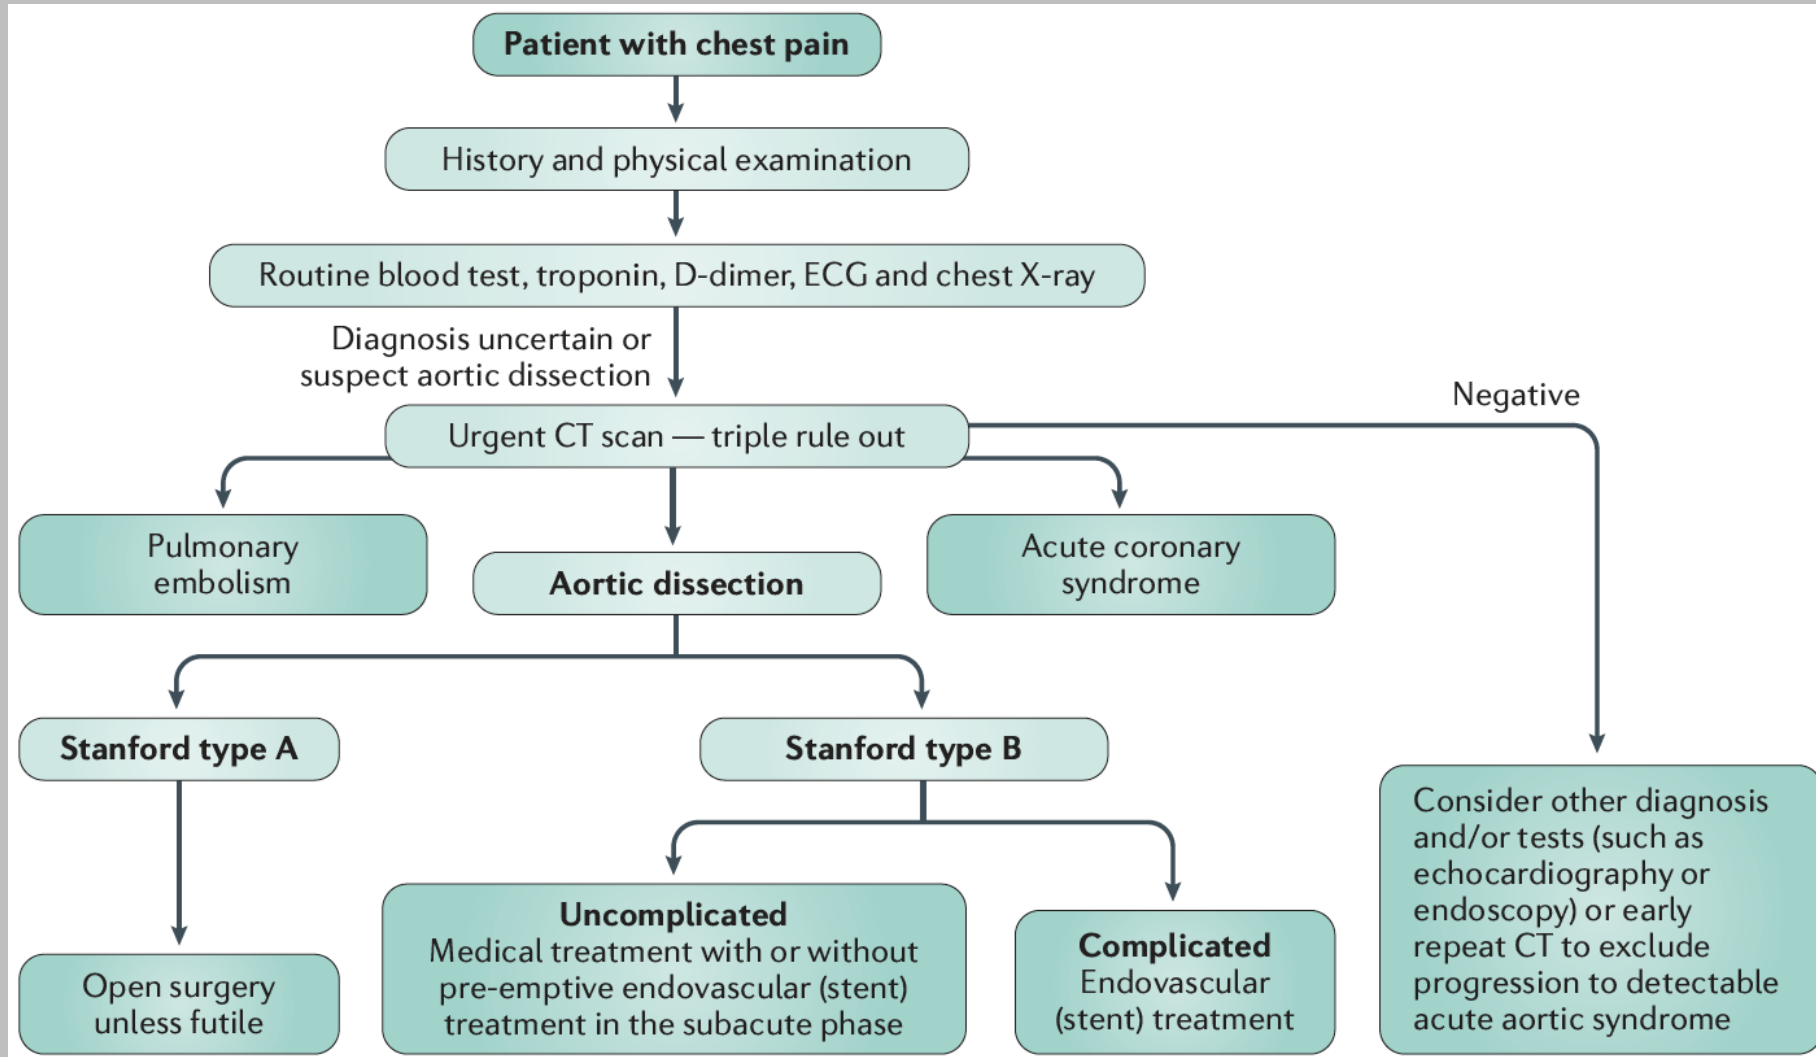 Patient with chest pain
History and physical examination
Routine blood test, troponin, D-dimer, ECG and chest X-ray
Diagnosis uncertain or
suspect aortic dissection
Negative
Urgent CT scan — triple rule out
Pulmonary
embolism
Aortic dissection
Acute coronary
syndrome
Stanford type A
Stanford type B
Open surgery
unless futile
Uncomplicated
Medical treatment with or without
pre-emptive endovascular (stent)
treatment in the subacute phase
Complicated
Endovascular
(stent) treatment
Consider other diagnosis
and/or tests (such as
echocardiography or
endoscopy) or early
repeat CT to exclude
progression to detectable
acute aortic syndrome